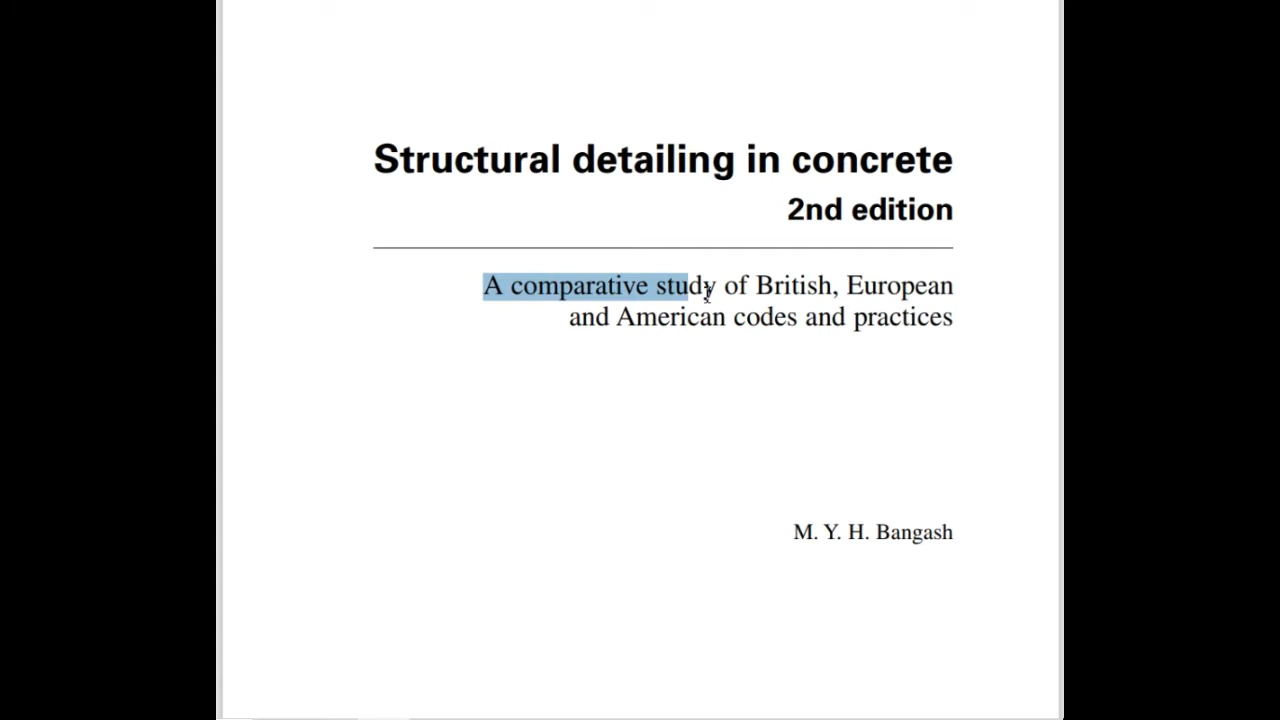 Structural detailing in concrete
2nd edition
A comparative study of British, European
and American codes and practices
M. Y. H. Bangash